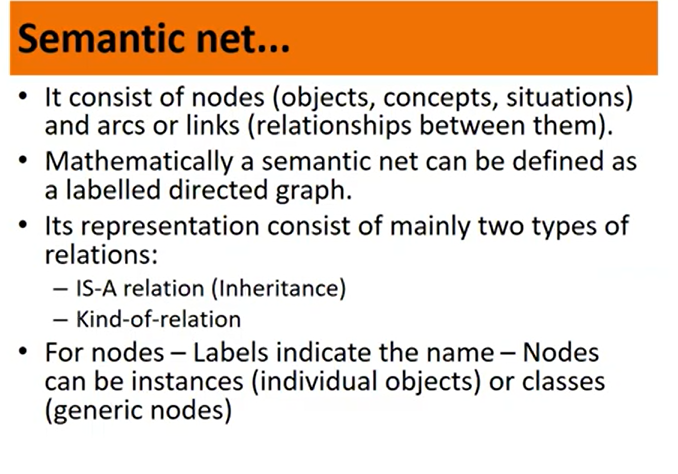 Semantic net...
• It consist of nodes (objects, concepts, situations)
and arcs or links (relationships between them).
• Mathematically a semantic net can be defined as
a labelled directed graph.
• Its representation consist of mainly two types of
relations:
– IS-A relation (Inheritance)
– Kind-of-relation
• For nodes – Labels indicate the name – Nodes
can be instances (individual objects) or classes
(generic nodes)